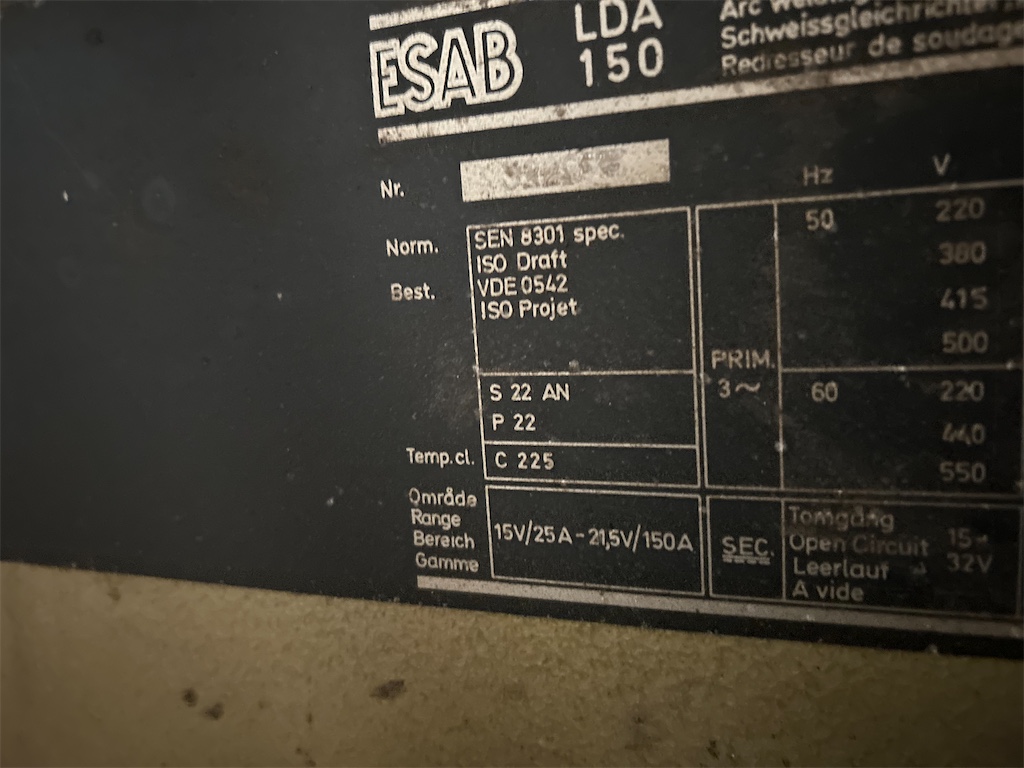 ESAB
LDA
150
Arc
Schweissgleichrichter
Redresseur de soudage
Nr.
Hz
V
Norm.
Best.
SEN 8301 spec.
ISO Draft
VDE 0542
ISO Projet
S 22 AN
P 22
Temp.cl.
C 225
PRIM.
3~
50
220
380
415
500
60
220
440
550
Område
Range
Bereich
Gamme
15V/25A-21,5V/150A
SEC.
Tomgång
Open Circuit
Leerlauf
A vide
15-
32V